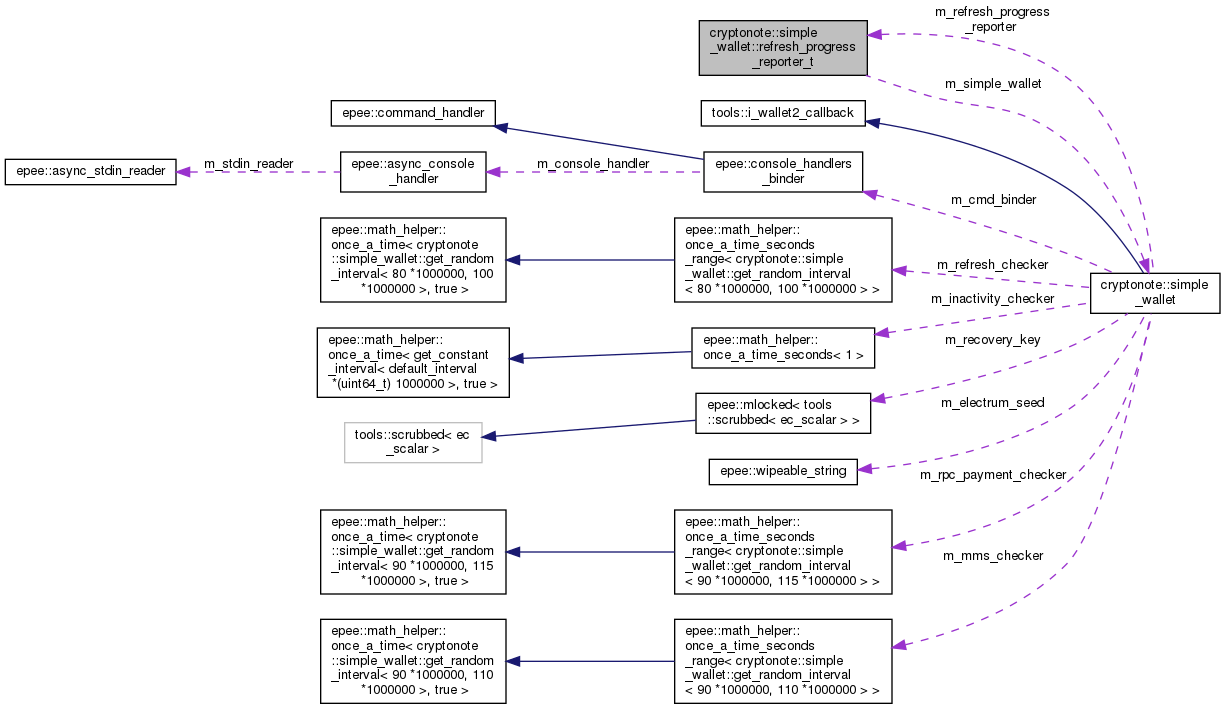 m_refresh_progress
_reporter
cryptonote::simple
_wallet::refresh_progress
_reporter_t
m_simple_wallet
epee::command_handler
tools::i_wallet2_callback
epee::async_stdin_reader
m_stdin_reader
epee::async_console
_handler
m_console_handler
epee::console_handlers
_binder
m_cmd_binder
epee::math_helper::
once_a_time< cryptonote
::simple_wallet::get_random
_interval< 80 *1000000, 100
*1000000 >, true >
epee::math_helper::
once_a_time_seconds
_range< cryptonote::simple
_wallet::get_random_interval
< 80 *1000000, 100 *1000000 > >
m_refresh_checker
cryptonote::simple
_wallet
m_inactivity_checker
epee::math_helper::
once_a_time< get_constant
_interval< default_interval
*(uint64_t) 1000000 >, true >
epee::math_helper::
once_a_time_seconds< 1 >
m_recovery_key
epee::mlocked< tools
::scrubbed< ec_scalar > >
m_electrum_seed
tools::scrubbed< ec
_scalar >
epee::wipeable_string
m_rpc_payment_checker
epee::math_helper::
once_a_time< cryptonote
::simple_wallet::get_random
_interval< 90 *1000000, 115
*1000000 >, true >
epee::math_helper::
once_a_time_seconds
_range< cryptonote::simple
_wallet::get_random_interval
< 90 *1000000, 115 *1000000 > >
m_mms_checker
epee::math_helper::
once_a_time< cryptonote
::simple_wallet::get_random
_interval< 90 *1000000, 110
*1000000 >, true >
epee::math_helper::
once_a_time_seconds
_range< cryptonote::simple
_wallet::get_random_interval
< 90 *1000000, 110 *1000000 > >